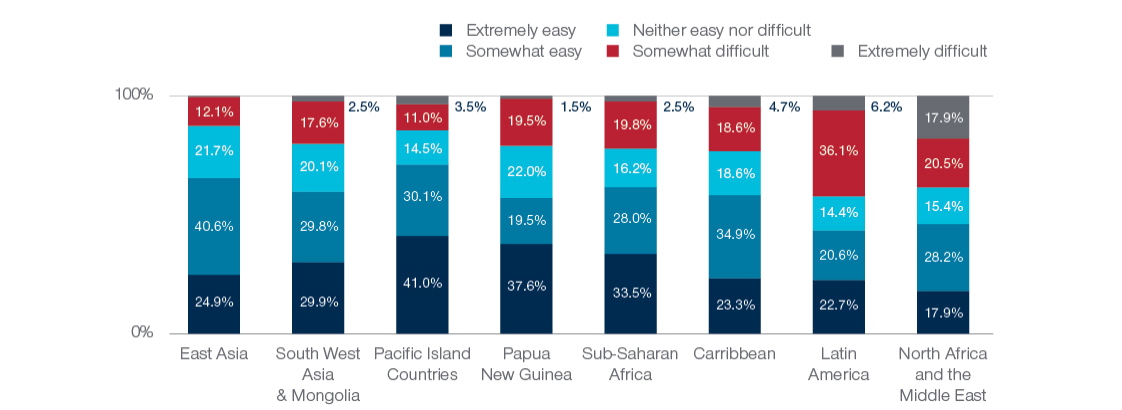 Extremely easy
Neither easy nor difficult
Somewhat easy
Somewhat difficult
Extremely difficult
100%
0%
12.1%
21.7%
40.6%
24.9%
2.5%
17.6%
20.1%
29.8%
29.9%
3.5%
11.0%
14.5%
30.1%
41.0%
1.5%
19.5%
22.0%
19.5%
37.6%
2.5%
19.8%
16.2%
28.0%
33.5%
4.7%
18.6%
18.6%
34.9%
23.3%
6.2%
36.1%
14.4%
20.6%
22.7%
17.9%
20.5%
15.4%
28.2%
17.9%
East Asia
South West
Asia
& Mongolia
Pacific Island
Countries
Papua
New Guinea
Sub-Saharan
Africa
Carribbean
Latin
America
North Africa
and the
Middle East